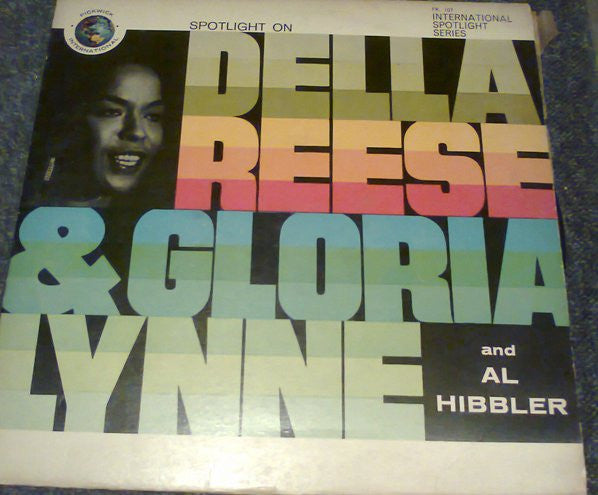 PICKWICK
INTERNATIONAL
SPOTLIGHT ON
PK. 107
INTERNATIONAL
SPOTLIGHT
SERIES
DELLA
REESE
& GLORIA
LYNNE
and
AL
HIBBLER